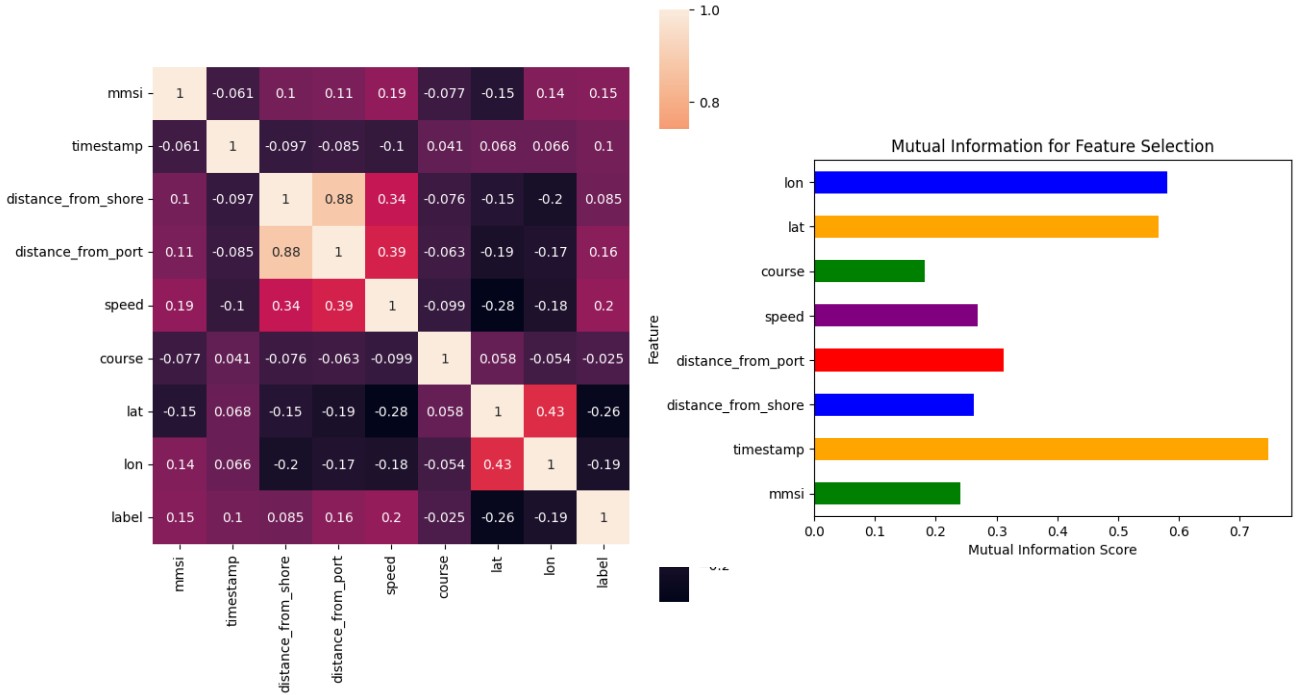 1.0
0.8
mmsi 1 -0.061 0.1 0.11 0.19 -0.077 -0.15 0.14 0.15
timestamp -0.061 1 -0.097 -0.085 -0.1 0.041 0.068 0.066 0.1
distance_from_shore 0.1 -0.097 1 0.88 0.34 -0.076 -0.15 -0.2 0.085
distance_from_port 0.11 -0.085 0.88 1 0.39 -0.063 -0.19 -0.17 0.16
speed 0.19 -0.1 0.34 0.39 1 -0.099 -0.28 -0.18 0.2
course -0.077 0.041 -0.076 -0.063 -0.099 1 0.058 -0.054 -0.025
lat -0.15 0.068 -0.15 -0.19 -0.28 0.058 1 0.43 -0.26
lon 0.14 0.066 -0.2 -0.17 -0.18 -0.054 0.43 1 -0.19
label 0.15 0.1 0.085 0.16 0.2 -0.025 -0.26 -0.19 1
mmsi timestamp distance_from_shore distance_from_port speed course lat lon label
Mutual Information for Feature Selection
Feature
lon
lat
course
speed
distance_from_port
distance_from_shore
timestamp
mmsi
0.0 0.1 0.2 0.3 0.4 0.5 0.6 0.7
Mutual Information Score